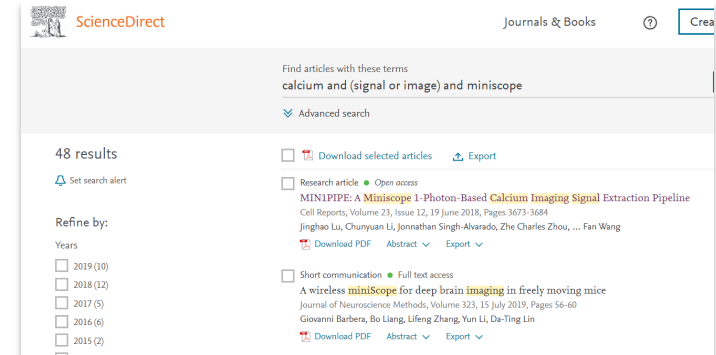 ScienceDirect
Journals & Books
?
Crea
Find articles with these terms
calcium and (signal or image) and miniscope
Advanced search
48 results
Download selected articles
Export
Set search alert
Research article
Open access
MIN1PIPE: A Miniscope 1-Photon-Based Calcium Imaging Signal Extraction Pipeline
Cell Reports, Volume 23, Issue 12, 19 June 2018, Pages 3673-3684
Jinghao Lu, Chunyuan Li, Jonnathan Singh-Alvarado, Zhe Charles Zhou, ... Fan Wang
Download PDF
Abstract
Export
Refine by:
Years
2019 (10)
2018 (12)
2017 (5)
2016 (6)
2015 (2)
Short communication
Full text access
A wireless miniScope for deep brain imaging in freely moving mice
Journal of Neuroscience Methods, Volume 323, 15 July 2019, Pages 56-60
Giovanni Barbera, Bo Liang, Lifeng Zhang, Yun Li, Da-Ting Lin
Download PDF
Abstract
Export